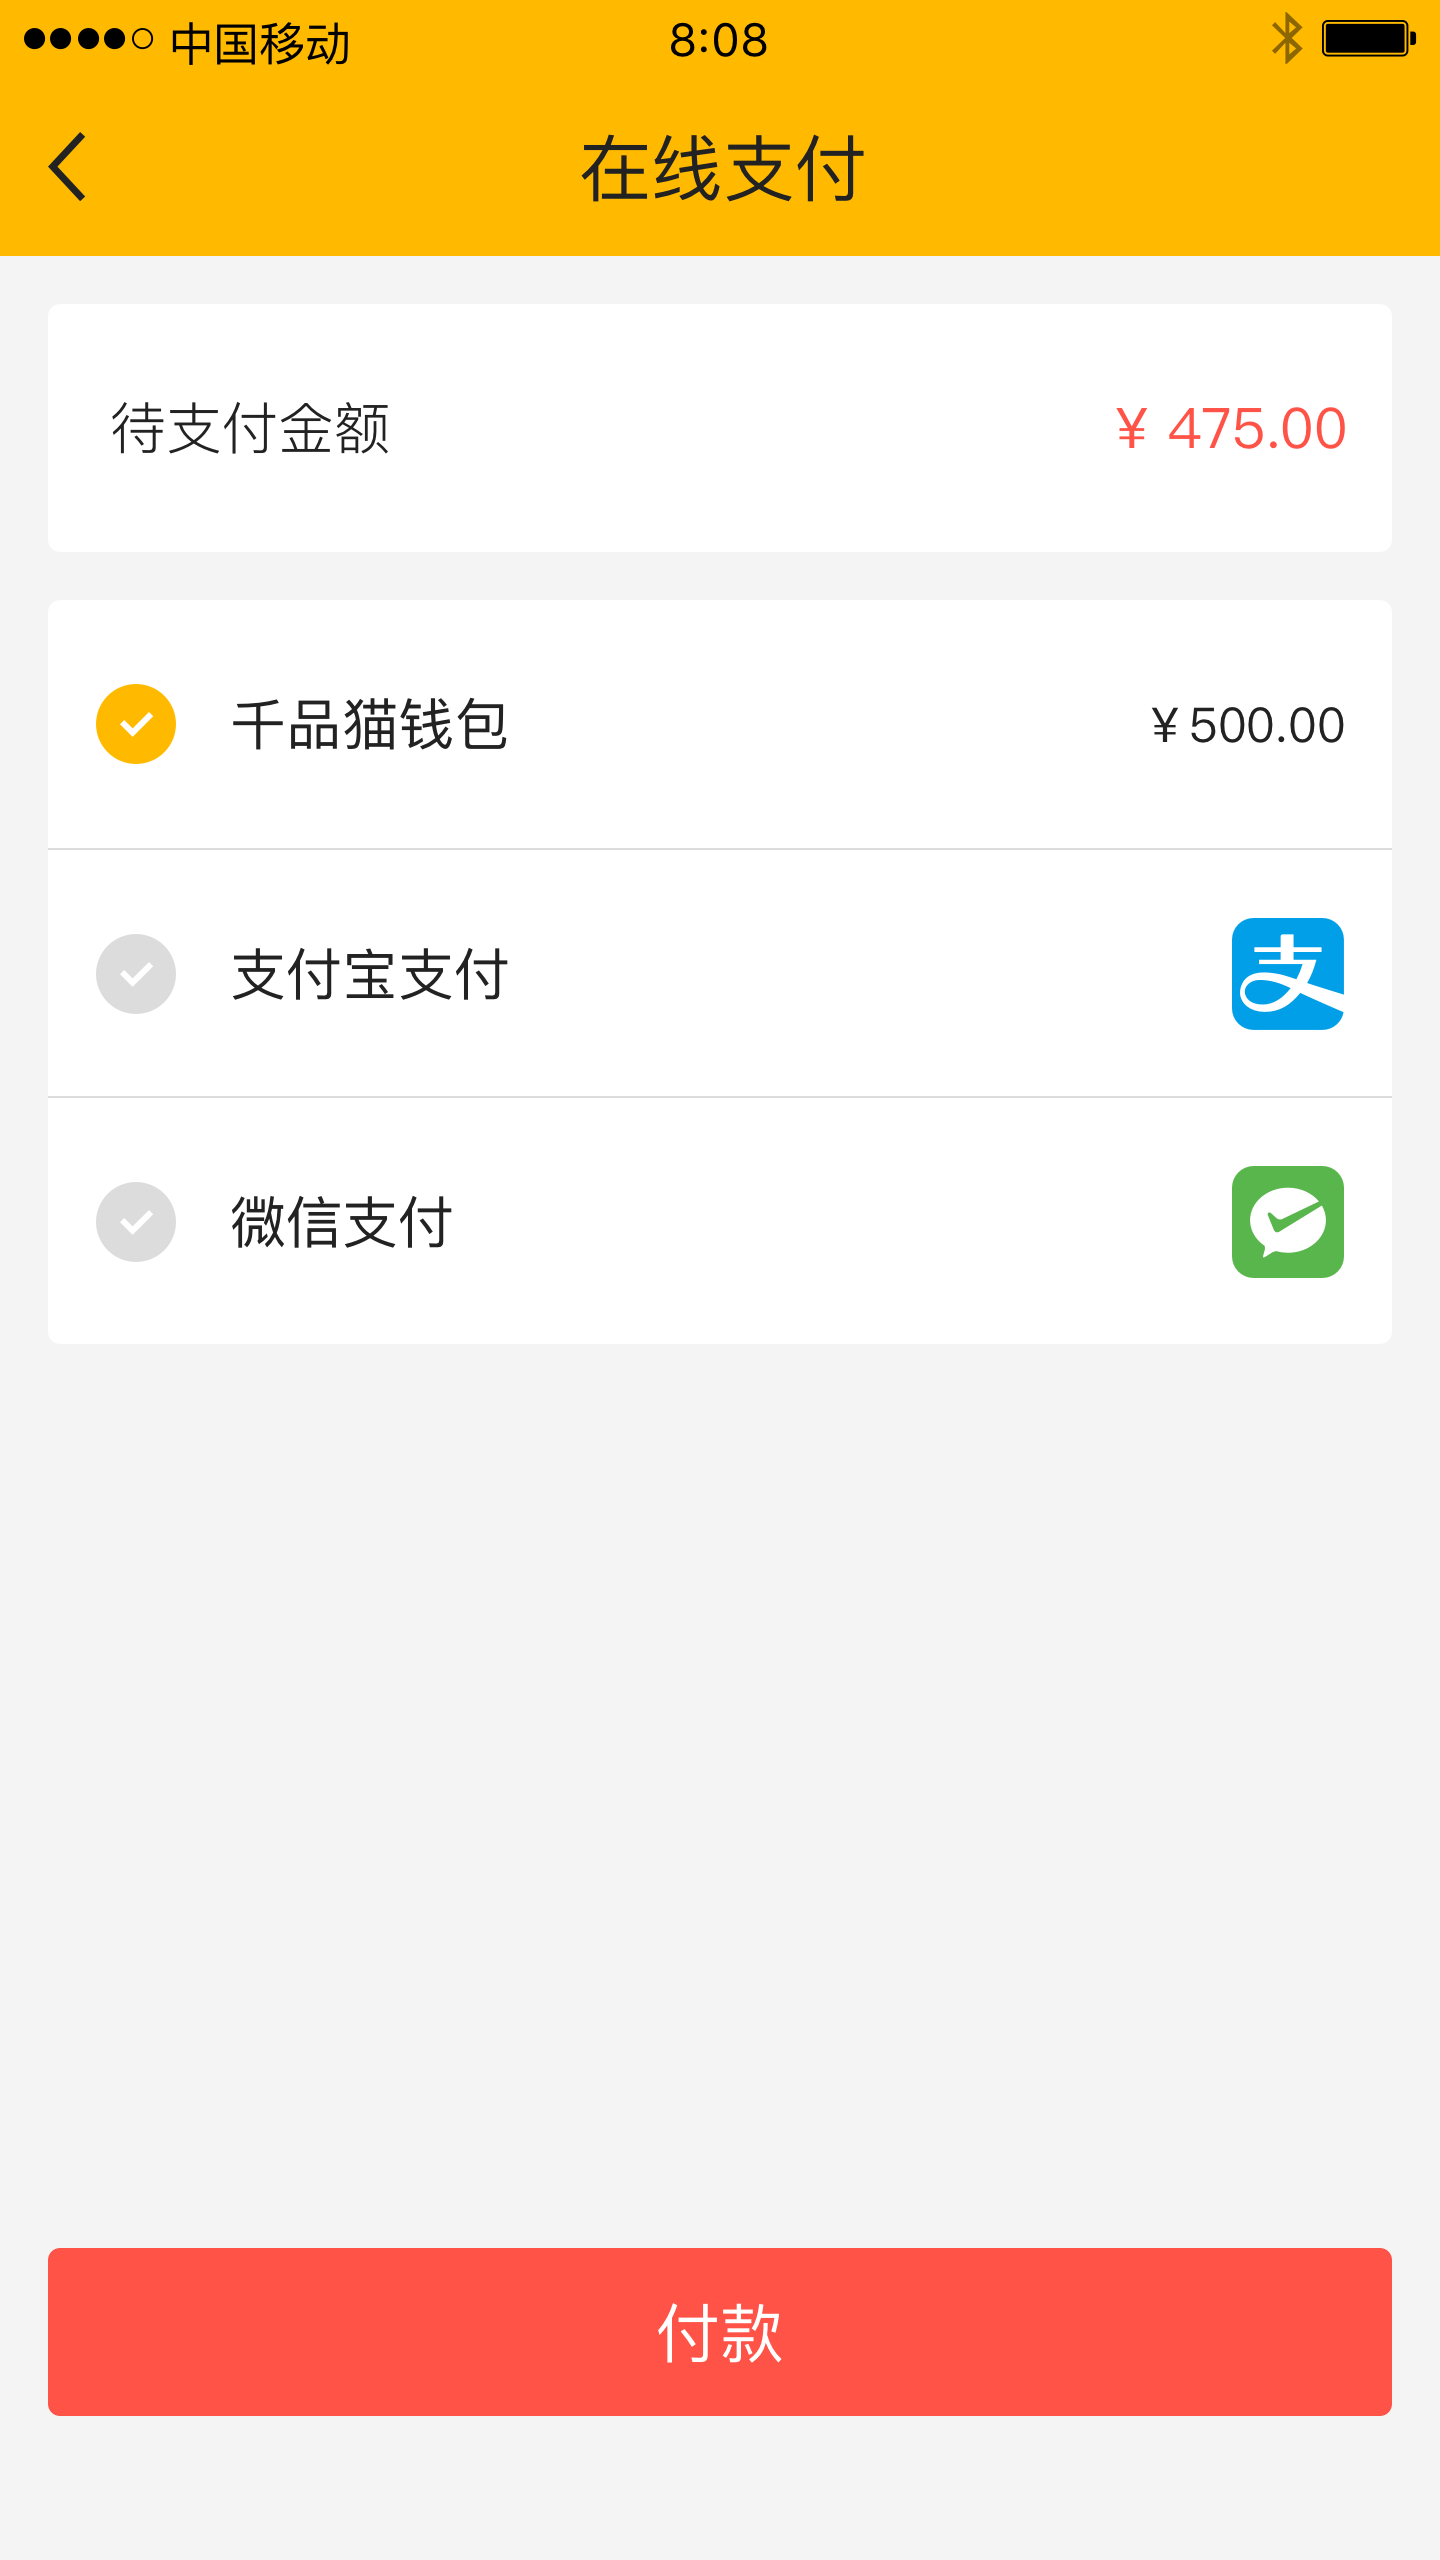 中国移动 8:08
在线支付
待支付金额 ¥ 475.00
千品猫钱包 ¥ 500.00
支付宝支付 支
微信支付
付款